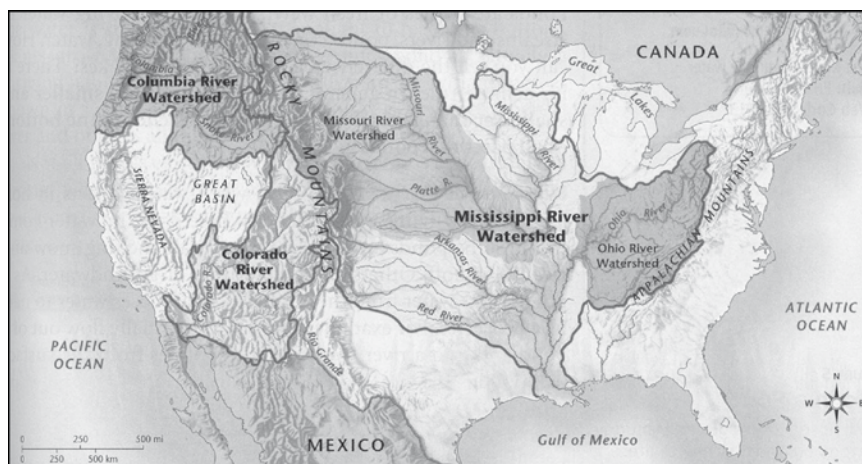 CANADA
Columbia River
Watershed
Columbia
River
ROCKY
MOUNTAINS
Great
Lakes
Missouri
River
Mississippi
River
Missouri River
Watershed
Snake River
SIERRA NEVADA
GREAT
BASIN
Platte R.
Mississippi River
Watershed
Ohio
River
Ohio River
Watershed
APPALACHIAN MOUNTAINS
Colorado
River
Watershed
Colorado R.
Arkansas River
Red River
Rio Grande
ATLANTIC
OCEAN
PACIFIC
OCEAN
N
W
E
S
0 250 500 mi
0 250 500 km
MEXICO
Gulf of Mexico